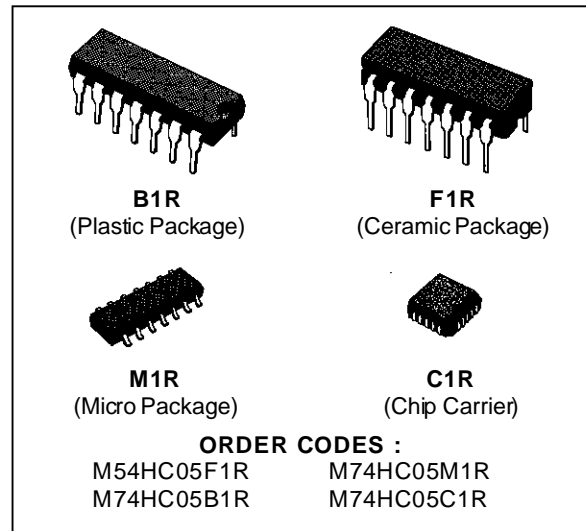 B1R
(Plastic Package)
F1R
(Ceramic Package)
M1R
(Micro Package)
C1R
(Chip Carrier)
ORDER CODES :
M54HC05F1R M74HC05M1R
M74HC05B1R M74HC05C1R